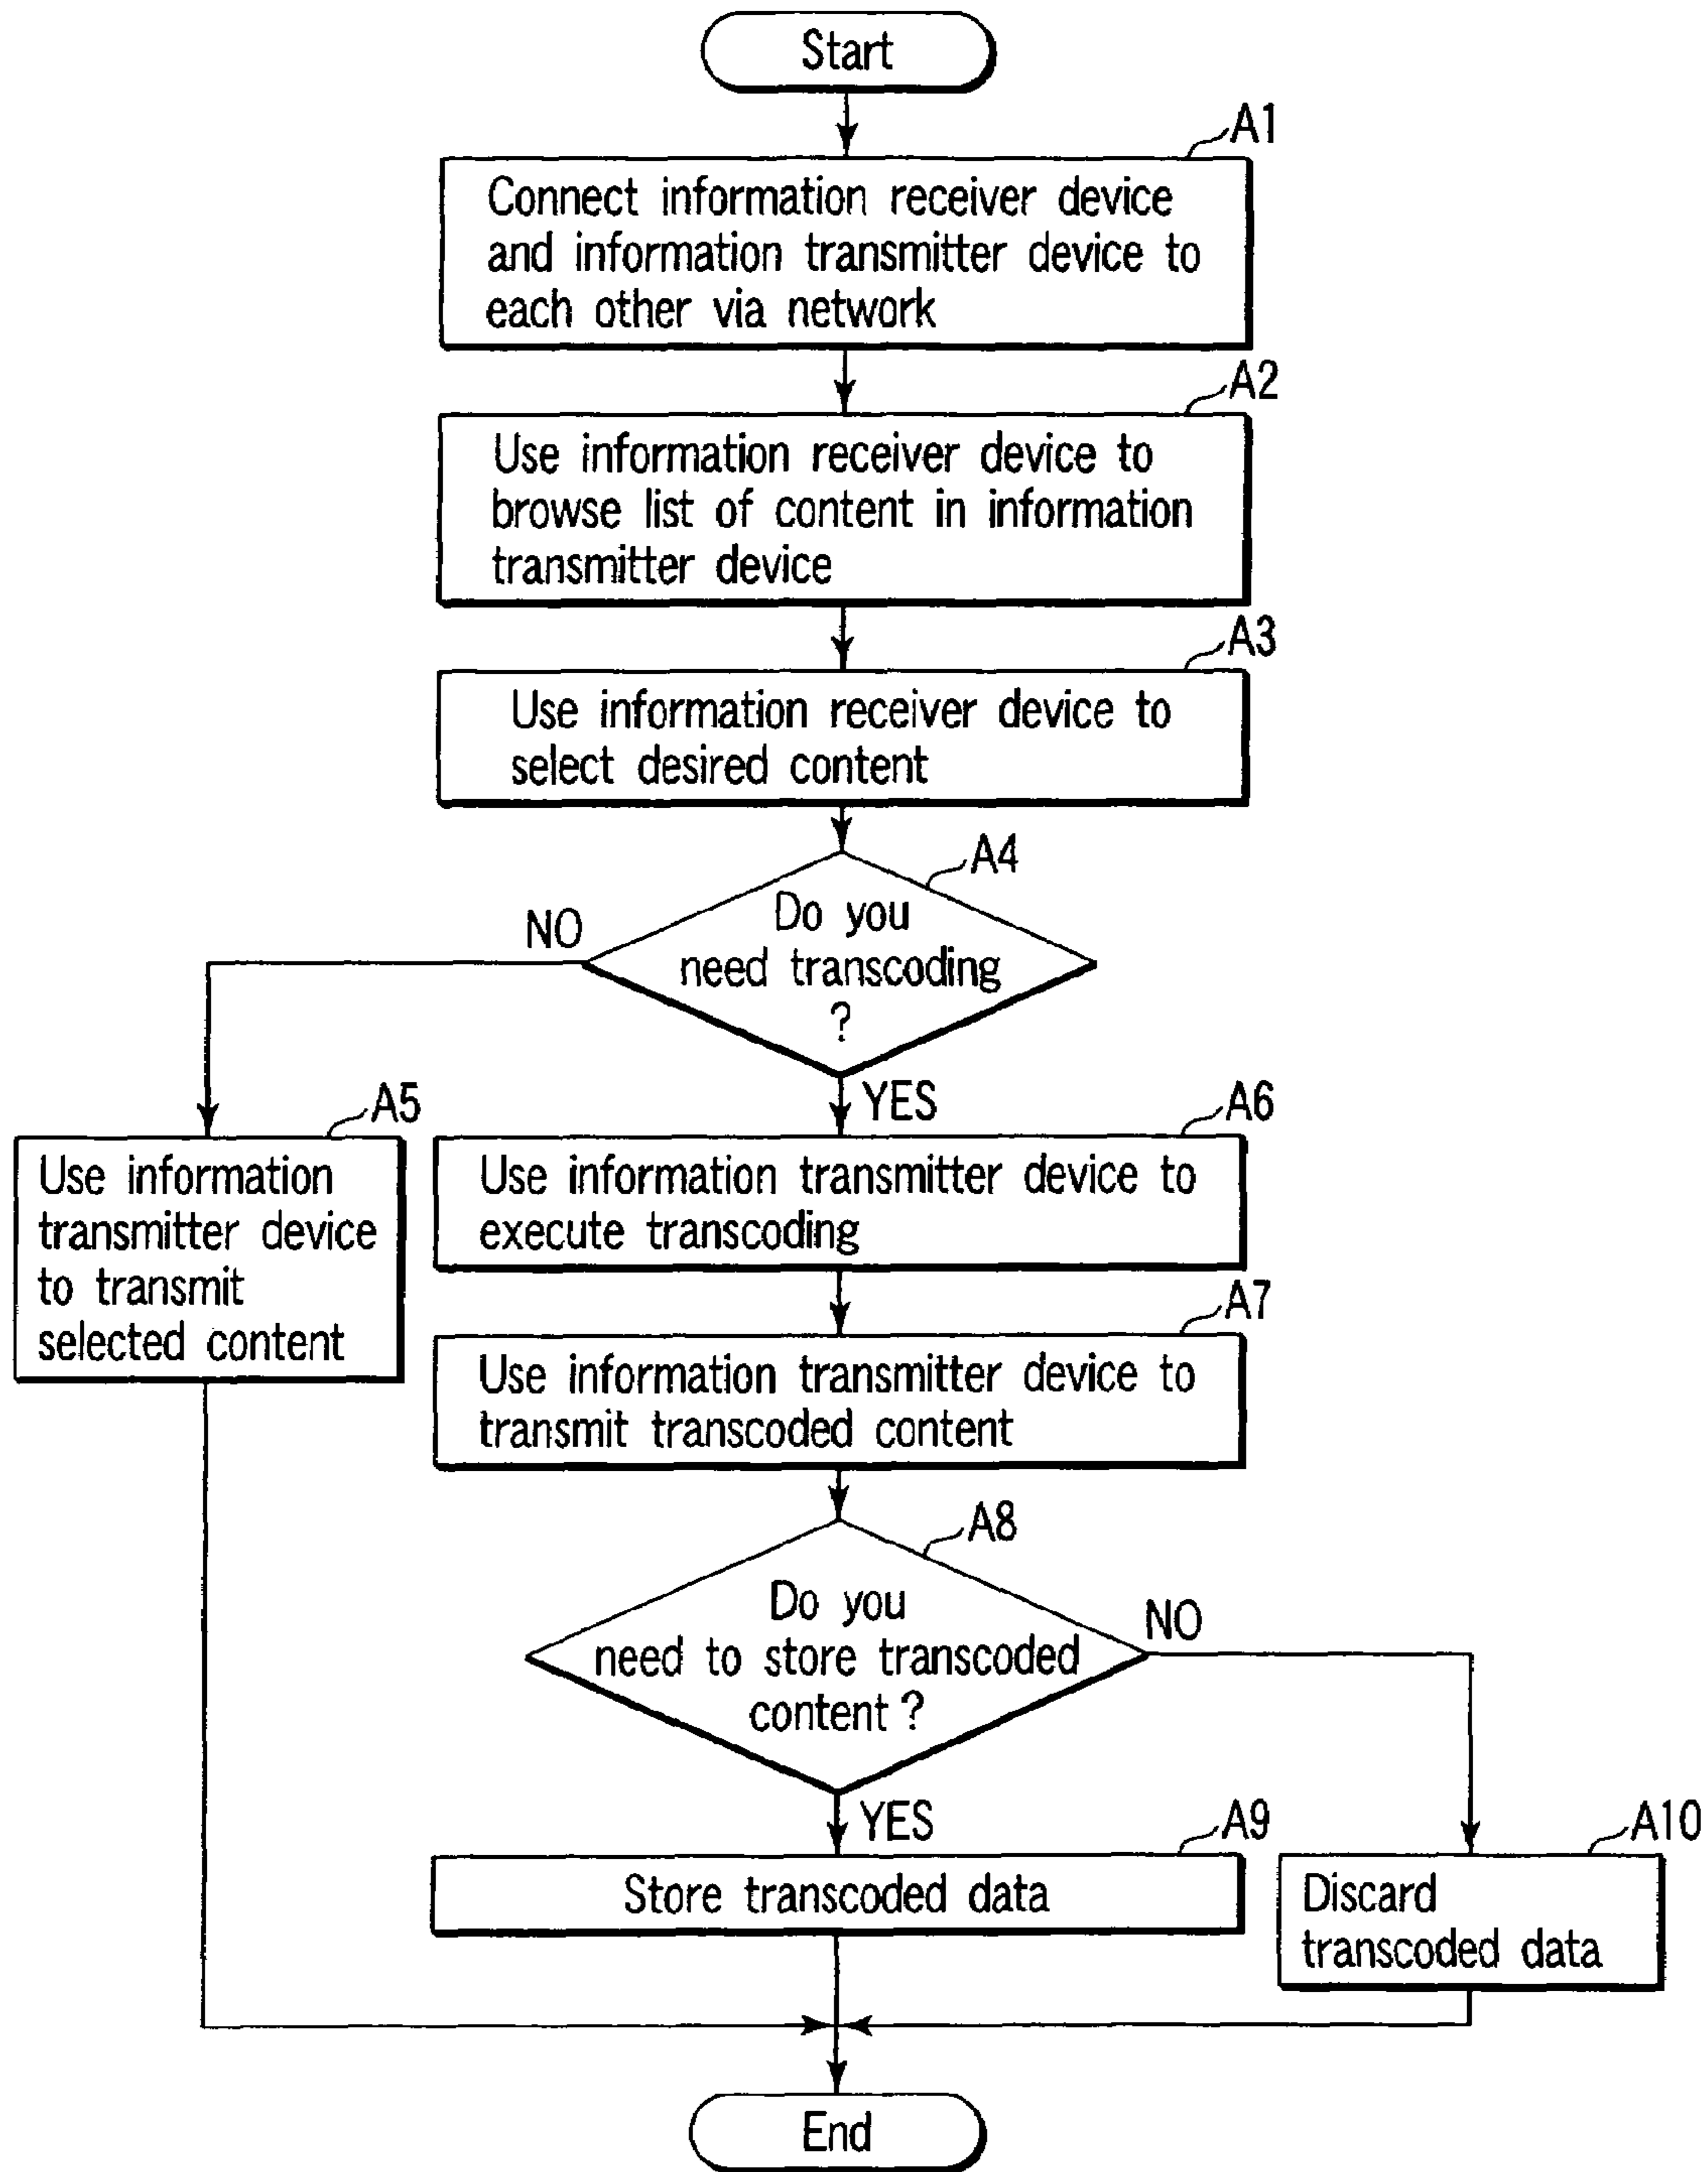 Start
A1
Connect information receiver device
and information transmitter device to
each other via network
A2
Use information receiver device to
browse list of content in information
transmitter device
A3
Use information receiver device to
select desired content
A4
Do you
need transcoding
?
NO
YES
A5
Use information
transmitter device
to transmit
selected content
A6
Use information transmitter device to
execute transcoding
A7
Use information transmitter device to
transmit transcoded content
A8
Do you
need to store transcoded
content ?
NO
YES
A9
Store transcoded data
A10
Discard
transcoded data
End